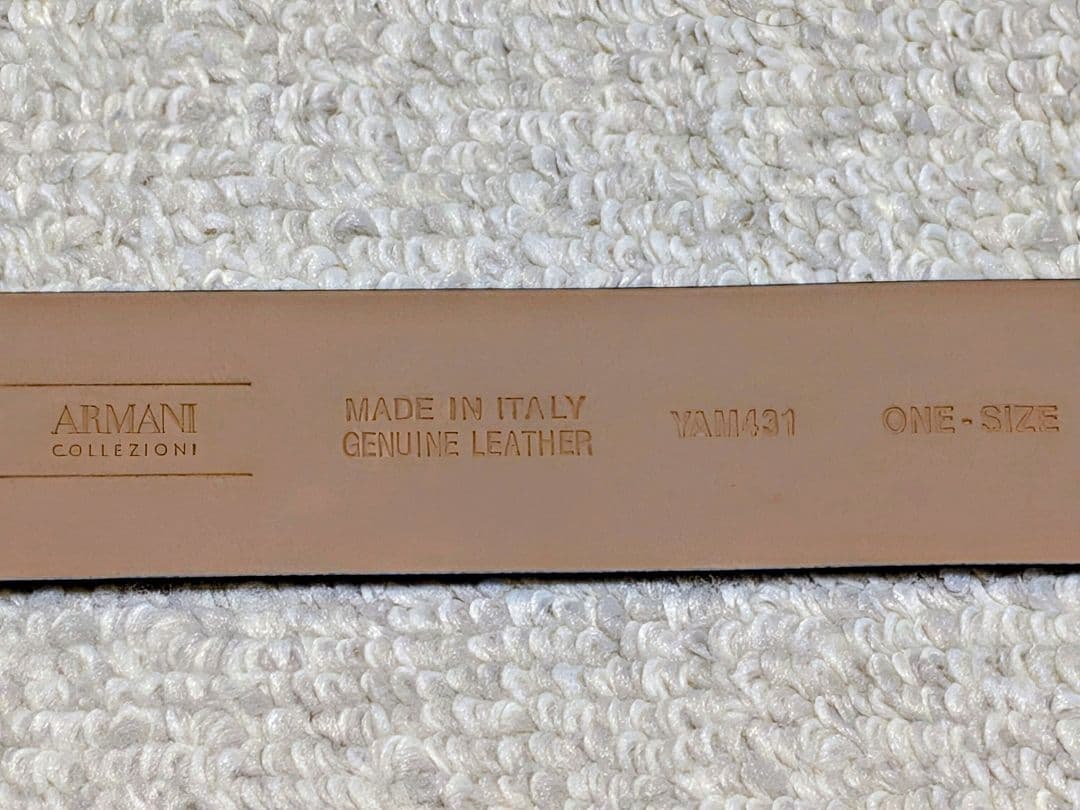 ARMANI
COLLEZIONI
MADE IN ITALY
GENUINE LEATHER
YAM431
ONE-SIZE